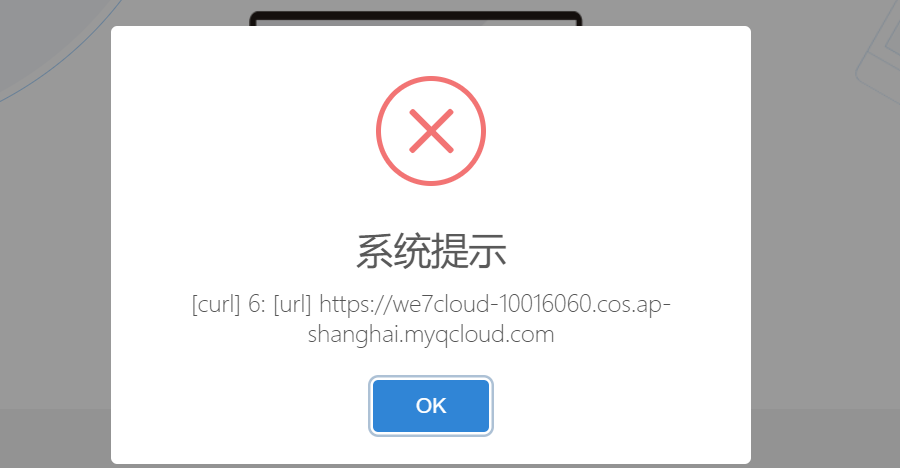 系统提示
[curl] 6: [url] https://we7cloud-10016060.cos.ap-
shanghai.myqcloud.com
OK